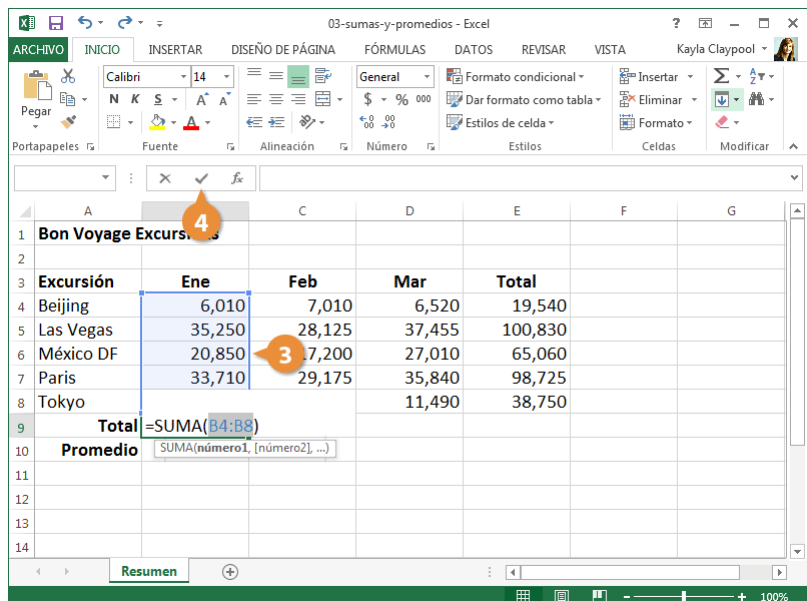 03-sumas-y-promedios - Excel
ARCHIVO INICIO INSERTAR DISEÑO DE PÁGINA FÓRMULAS DATOS REVISAR VISTA Kayla Claypool
Pegar
Calibri 14
N K S A A
A
General
$ - % 000
Formato condicional
Dar formato como tabla
Estilos de celda
Insertar
Eliminar
Formato
Portapapeles Fuente Alineación Número Estilos Celdas Modificar
fx
4
A C D E F G
1 Bon Voyage
2
3 Excursión Ene Feb Mar Total
4 Beijing 6,010 7,010 6,520 19,540
5 Las Vegas 35,250 28,125 37,455 100,830
6 México DF 20,850 3 17,200 27,010 65,060
7 Paris 33,710 29,175 35,840 98,725
8 Tokyo 11,490 38,750
9 Total =SUMA(B4:B8)
10 Promedio SUMA(número1, [número2], ...)
11
12
13
14
Resumen
100%